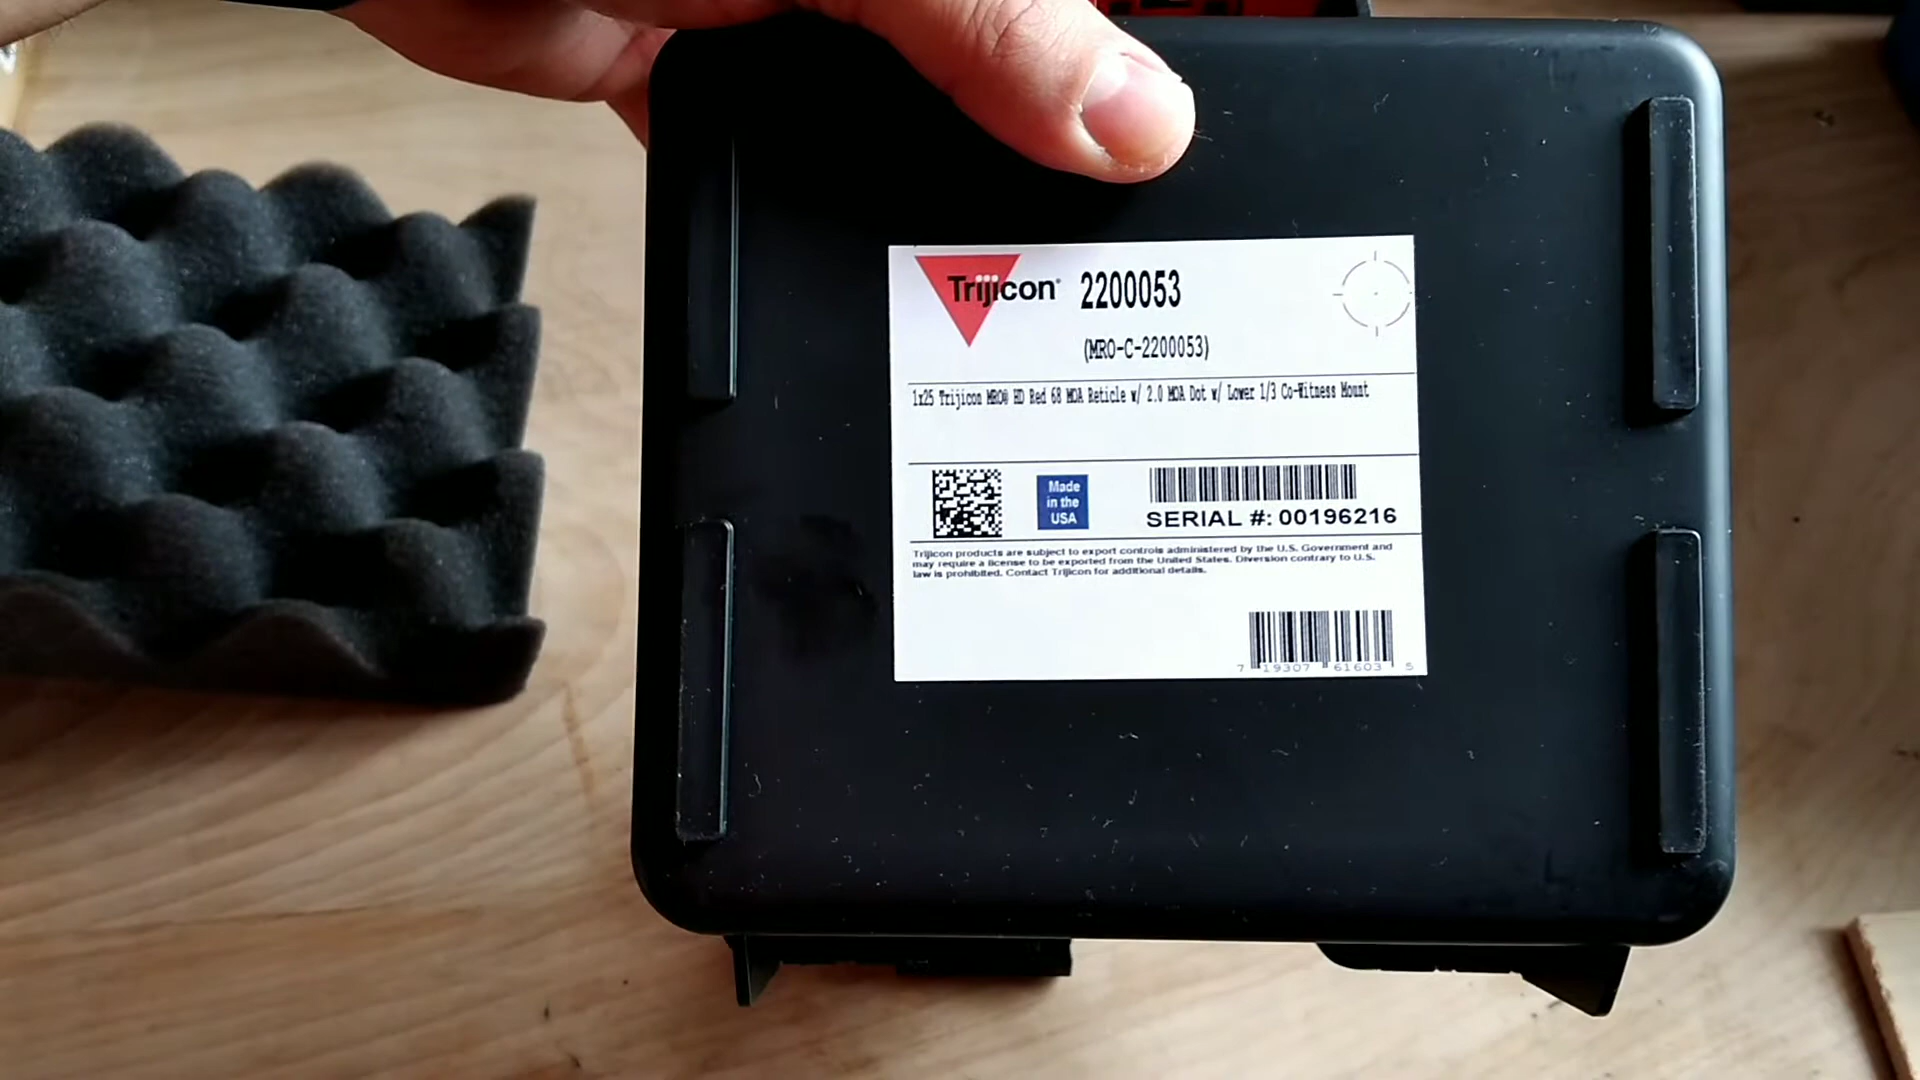 Trijicon® 2200053
(MRO-C-2200053)
1x25 Trijicon MRO® HD Red 68 MOA Reticle w/ 2.0 MOA Dot w/ Lower 1/3 Co-Witness Mount
Made
in the
USA
SERIAL #: 00196216
Trijicon products are subject to export controls administered by the U.S. Government and
may require a license to be exported from the United States. Diversion contrary to U.S.
law is prohibited. Contact Trijicon for additional details.
7 19307 61603 5